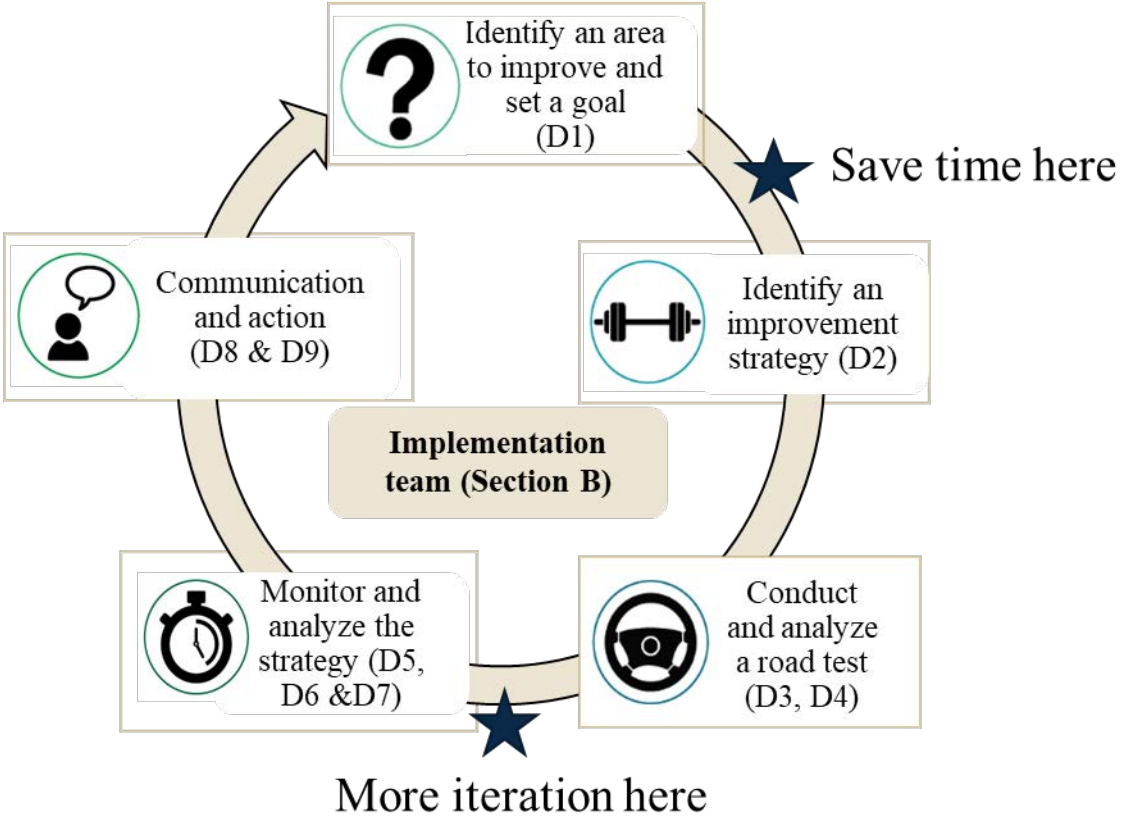 Identify an area
to improve and
set a goal
(D1)
Save time here
Identify an
improvement
strategy (D2)
Conduct
and analyze
a road test
(D3, D4)
More iteration here
Monitor and
analyze the
strategy (D5,
D6 &D7)
Communication
and action
(D8 & D9)
Implementation
team (Section B)